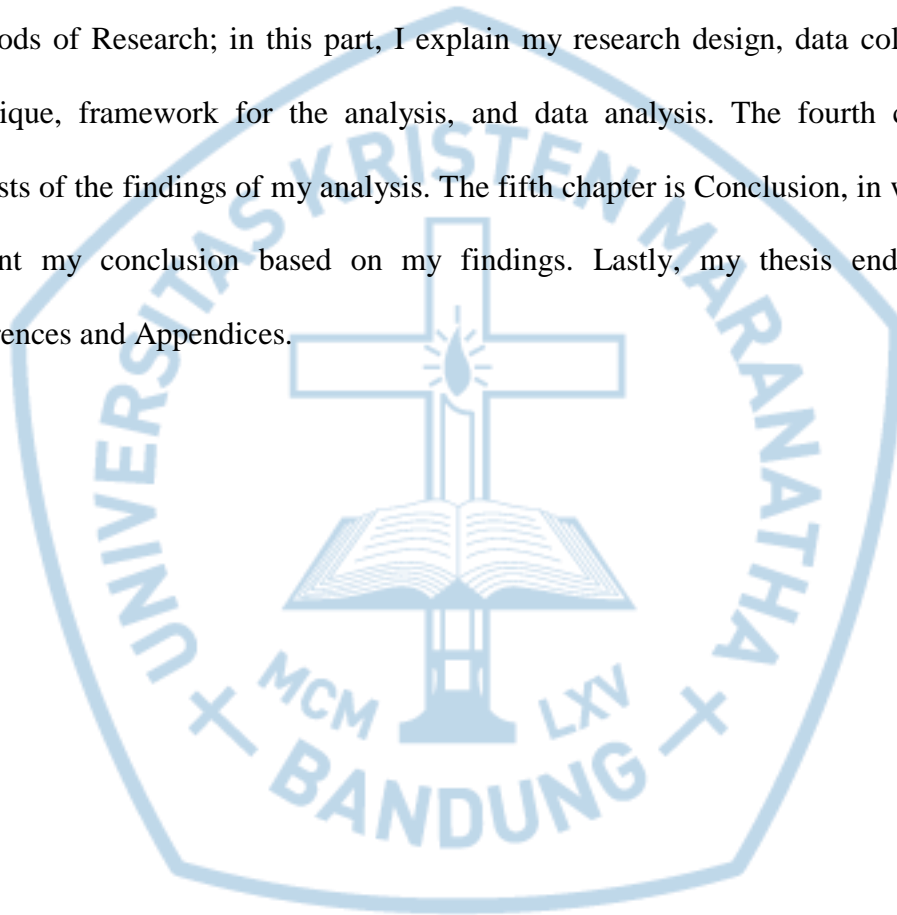 ods of Research; in this part, I explain my research design, data col
ique, framework for the analysis, and data analysis. The fourth c
sts of the findings of my analysis. The fifth chapter is Conclusion, in v
nt my conclusion based on my findings. Lastly, my thesis end
rences and Appendices.
UNIVERSITAS KRISTEN MARANATHA
MCM LXV
BANDUNG